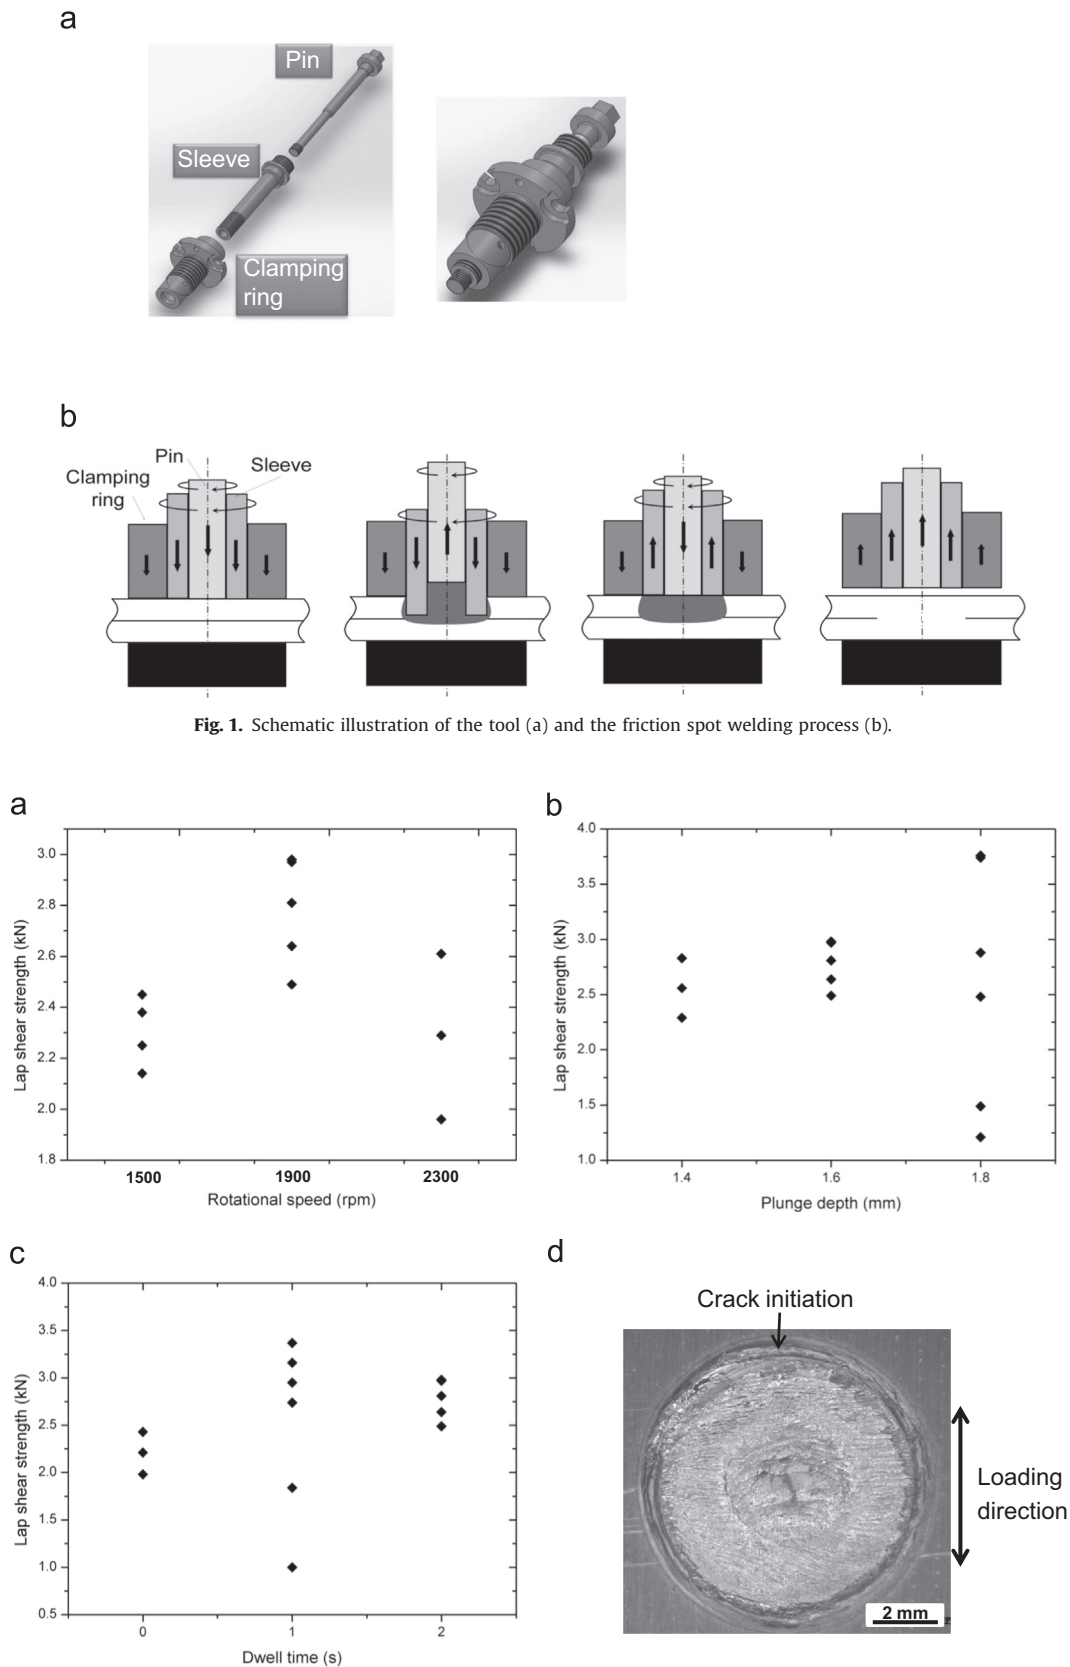 a
Pin
Sleeve
Clamping
ring
b
Pin
Sleeve
Clamping
ring
Fig. 1. Schematic illustration of the tool (a) and the friction spot welding process (b).
a
3.0
2.8
2.6
2.4
2.2
2.0
1.8
Lap shear strength (kN)
1500
1900
2300
Rotational speed (rpm)
b
4.0
3.5
3.0
2.5
2.0
1.5
1.0
Lap shear strength (kN)
1.4
1.6
1.8
Plunge depth (mm)
c
4.0
3.5
3.0
2.5
2.0
1.5
1.0
0.5
Lap shear strength (kN)
0
1
2
Dwell time (s)
d
Crack initiation
Loading
direction
2 mm